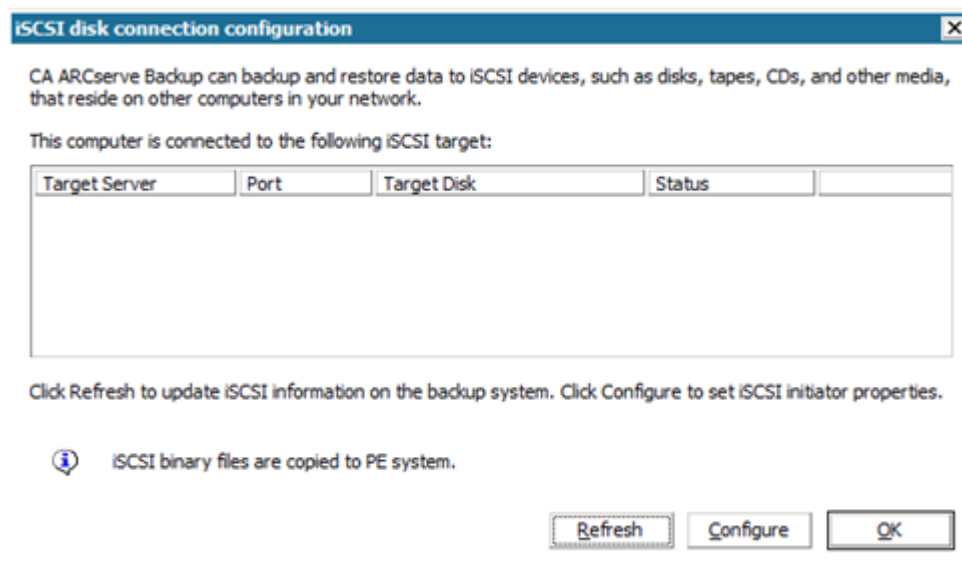 iSCSI disk connection configuration
CA ARCserve Backup can backup and restore data to iSCSI devices, such as disks, tapes, CDs, and other media,
that reside on other computers in your network.
This computer is connected to the following iSCSI target:
Target Server Port Target Disk Status
Click Refresh to update iSCSI information on the backup system. Click Configure to set iSCSI initiator properties.
iSCSI binary files are copied to PE system.
Refresh Configure OK